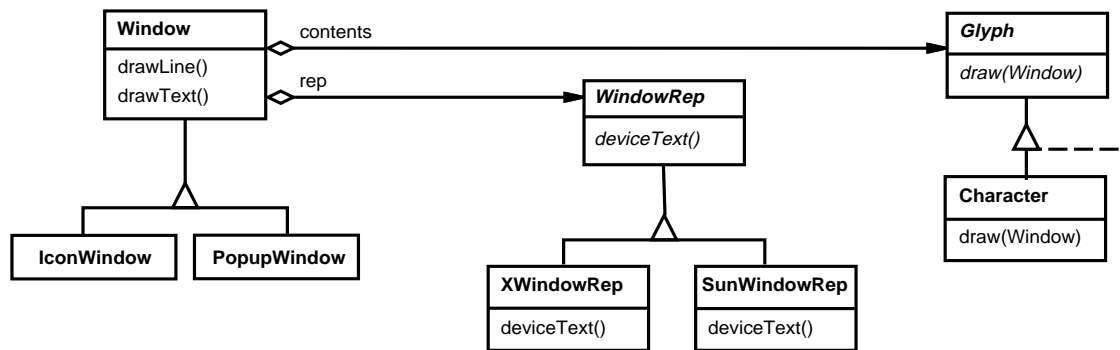 Window
drawLine()
drawText()
contents
rep
Glyph
draw(Window)
WindowRep
deviceText()
IconWindow
PopupWindow
Character
draw(Window)
XWindowRep
deviceText()
SunWindowRep
deviceText()